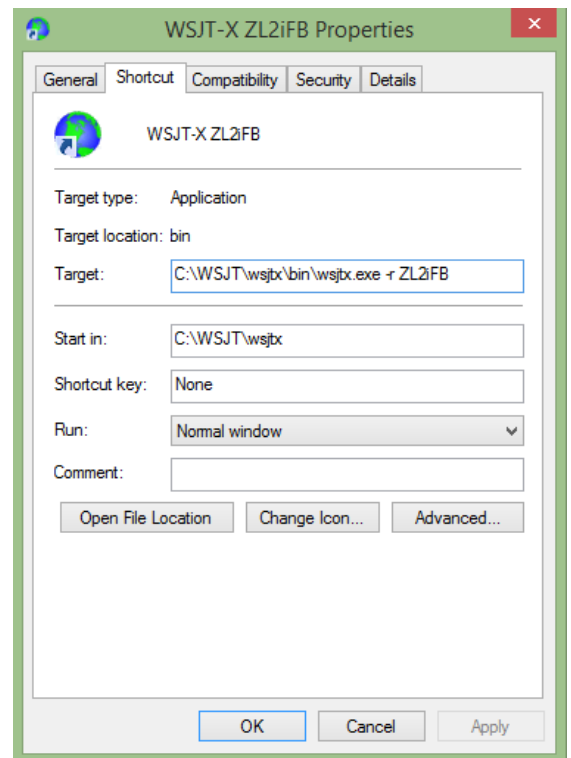 WSJT-X ZL2iFB Properties
General Shortcut Compatibility Security Details
WSJT-X ZL2iFB
Target type: Application
Target location: bin
Target: C:\WSJT\wsjtx\bin\wsjtx.exe -r ZL2iFB
Start in: C:\WSJT\wsjtx
Shortcut key: None
Run: Normal window
Comment:
Open File Location Change Icon... Advanced...
OK Cancel Apply